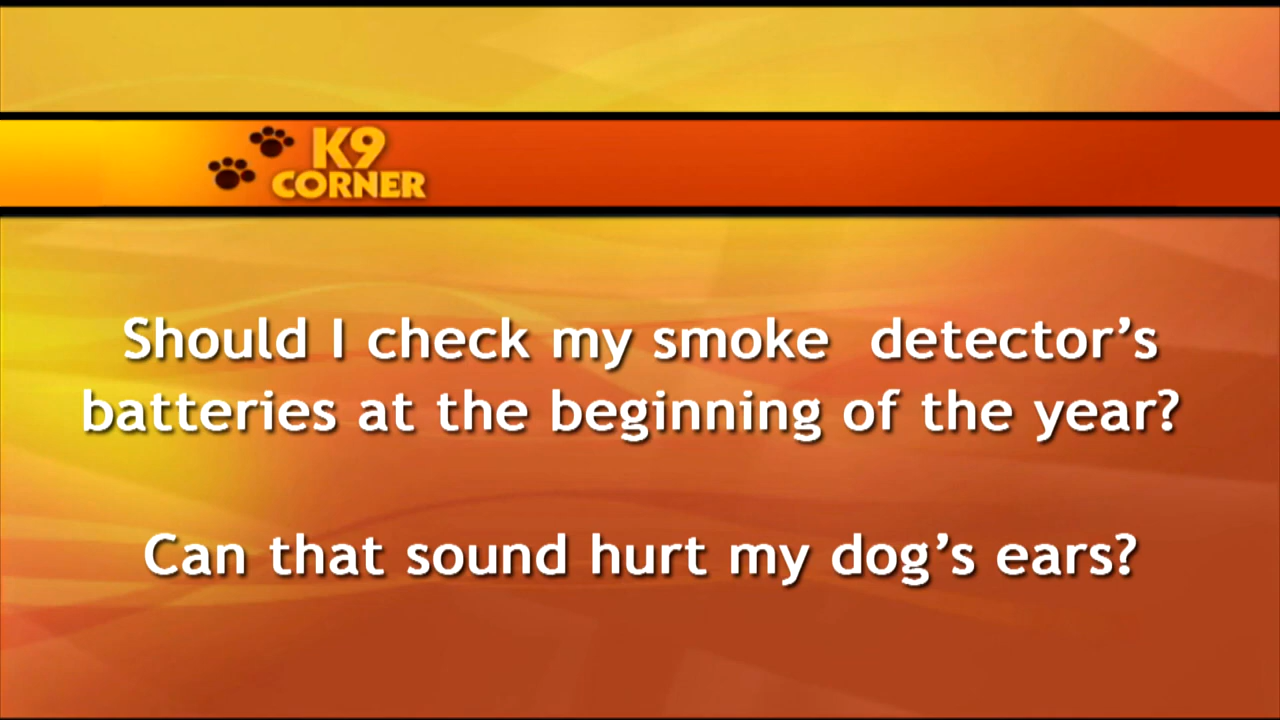 K9
CORNER
Should I check my smoke  detector’s
batteries at the beginning of the year?
Can that sound hurt my dog’s ears?